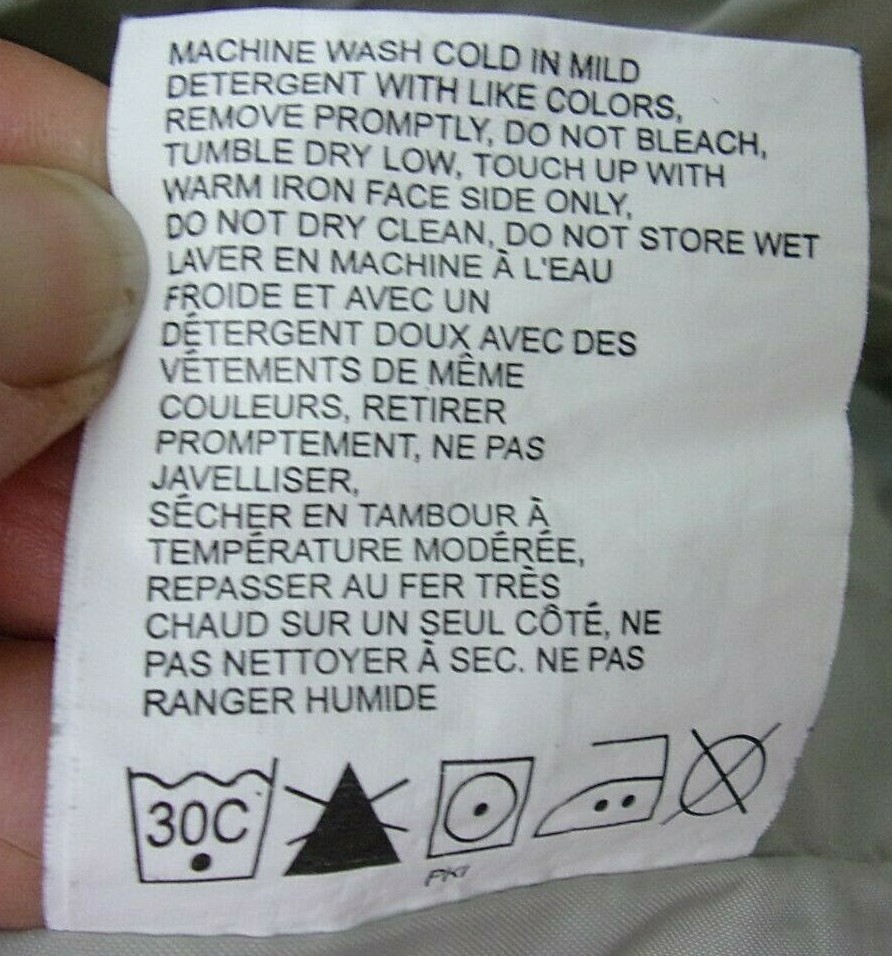 MACHINE WASH COLD IN MILD
DETERGENT WITH LIKE COLORS,
REMOVE PROMPTLY, DO NOT BLEACH,
TUMBLE DRY LOW, TOUCH UP WITH
WARM IRON FACE SIDE ONLY,
DO NOT DRY CLEAN, DO NOT STORE WET
LAVER EN MACHINE À L'EAU
FROIDE ET AVEC UN
DÉTERGENT DOUX AVEC DES
VÉTEMENTS DE MÊME
COULEURS, RETIRER
PROMPTEMENT, NE PAS
JAVELLISER,
SÉCHER EN TAMBOUR À
TEMPÉRATURE MODÉRÉE,
REPASSER AU FER TRÈS
CHAUD SUR UN SEUL CÔTÉ, NE
PAS NETTOYER À SEC. NE PAS
RANGER HUMIDE
30C